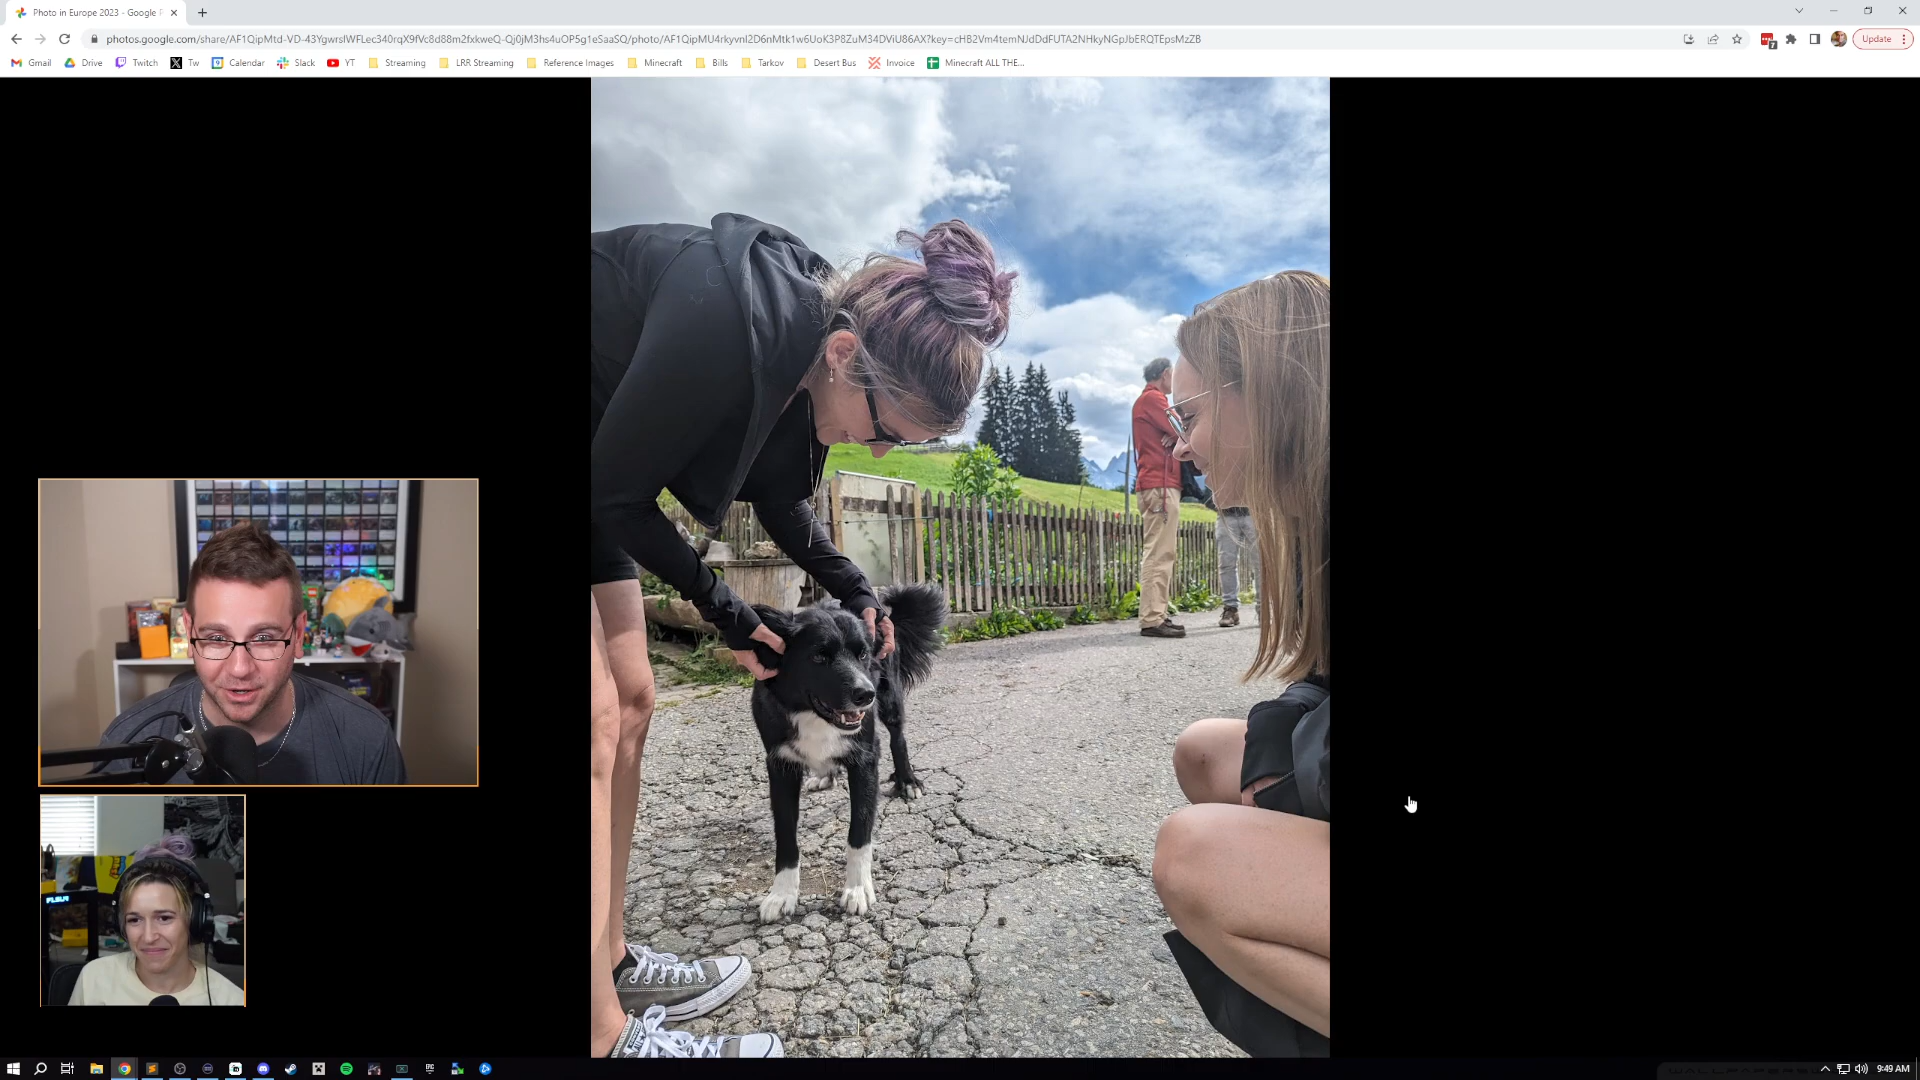 Photo in Europe 2023 - Google P
photos.google.com/share/AF1QipMtd-VD-43YgwrslWFLec340rqX9fVc8d88m2fxkweQ-Qj0jM3hs4uOP5g1eSaaSQ/photo/AF1QipMU4rkyvnl2D6nMtk1w6UoK3P8ZuM34DViU86AX?key=cHB2Vm4temNJdDdFUTA2NHkyNGpJbERQTEpsMzZB
7
Update
Gmail
Drive
Twitch
Tw
Calendar
Slack
YT
Streaming
LRR Streaming
Reference Images
Minecraft
Bills
Tarkov
Desert Bus
Invoice
Minecraft ALL THE...
FLSUN
9:49 AM